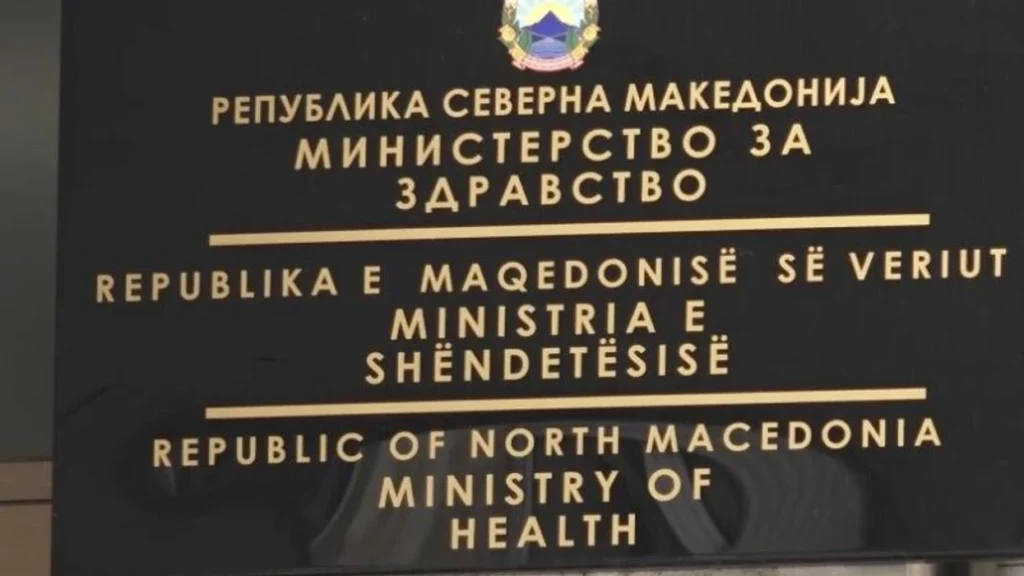 РЕПУБЛИКА СЕВЕРНА МАКЕДОНИЈА
МИНИСТЕРСТВО ЗА
ЗДРАВСТВО
REPUBLIKA E MAQEDONISË SË VERIUT
MINISTRIA E
SHËNDETËSISË
REPUBLIC OF NORTH MACEDONIA
MINISTRY OF
HEALTH